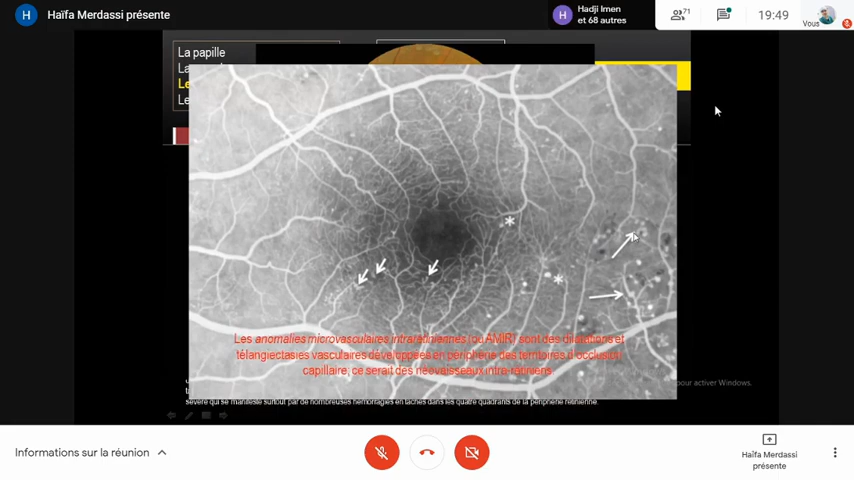 H Haïfa Merdassi présente
H Hadji Imen
et 68 autres
71
19:49
Vous
La papille
La
Le
Le
*
*
Les anomalies microvasculaires intrarétiniennes (ou AMIR) sont des dilatations et
télangiectasies vasculaires développées en périphérie des territoires d'occlusion
capillaire, ce serait des néovaisseaux intra-rétiniens
pour activer Windows.
sévère qui se manifeste surtout par de nombreuses hémorragies en taches dans les quatre quadrants de la périphérie rétinienne.
Informations sur la réunion
Haïfa Merdassi
présente